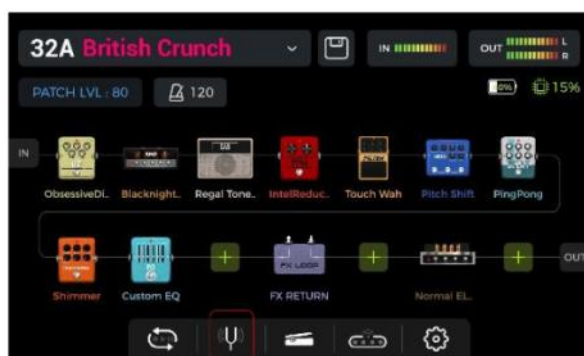 32A British Crunch
IN
OUT
L
R
PATCH LVL : 80
120
0%
15%
IN
ObsessiveDi..
Blacknight..
Regal Tone..
IntelReduc..
Touch Wah
Pitch Shift
PingPong
Shimmer
Custom EQ
FX LOOP
FX RETURN
Normal EL..
OUT